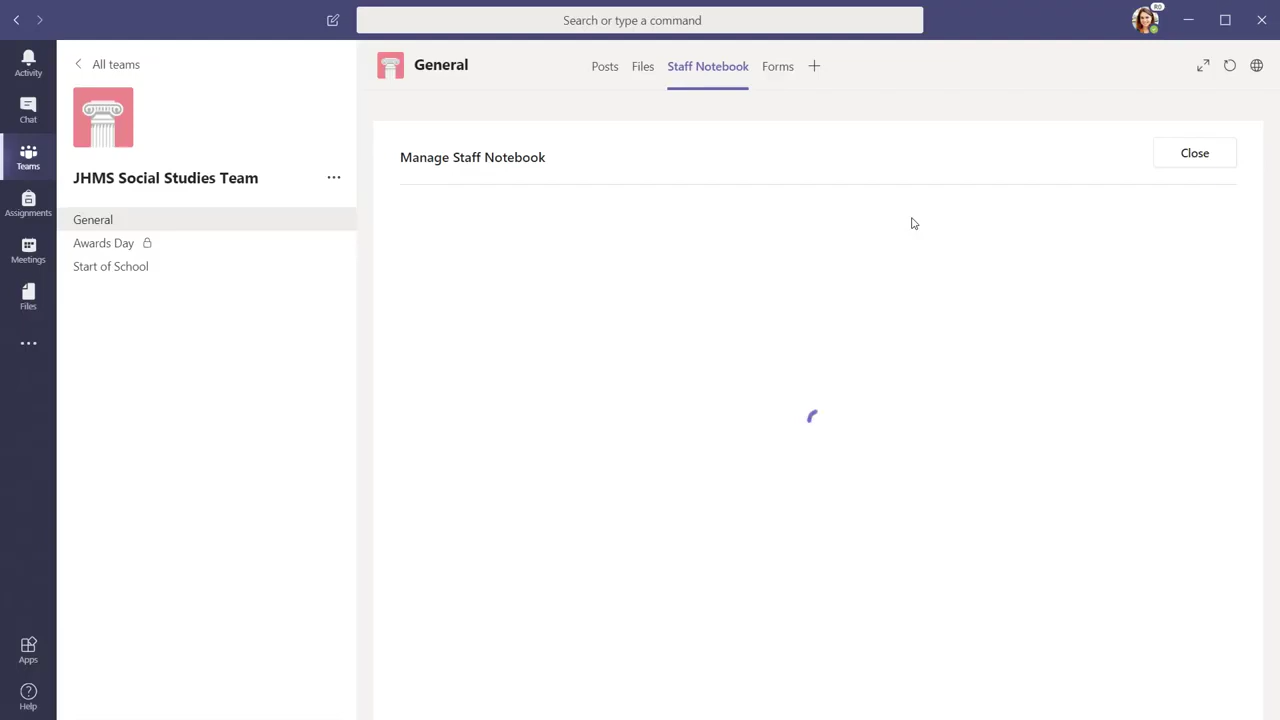 Search or type a command
RO
Activity
Chat
Teams
Assignments
Meetings
Files
Apps
Help
All teams
JHMS Social Studies Team
General
Awards Day
Start of School
General
Posts
Files
Staff Notebook
Forms
Manage Staff Notebook
Close